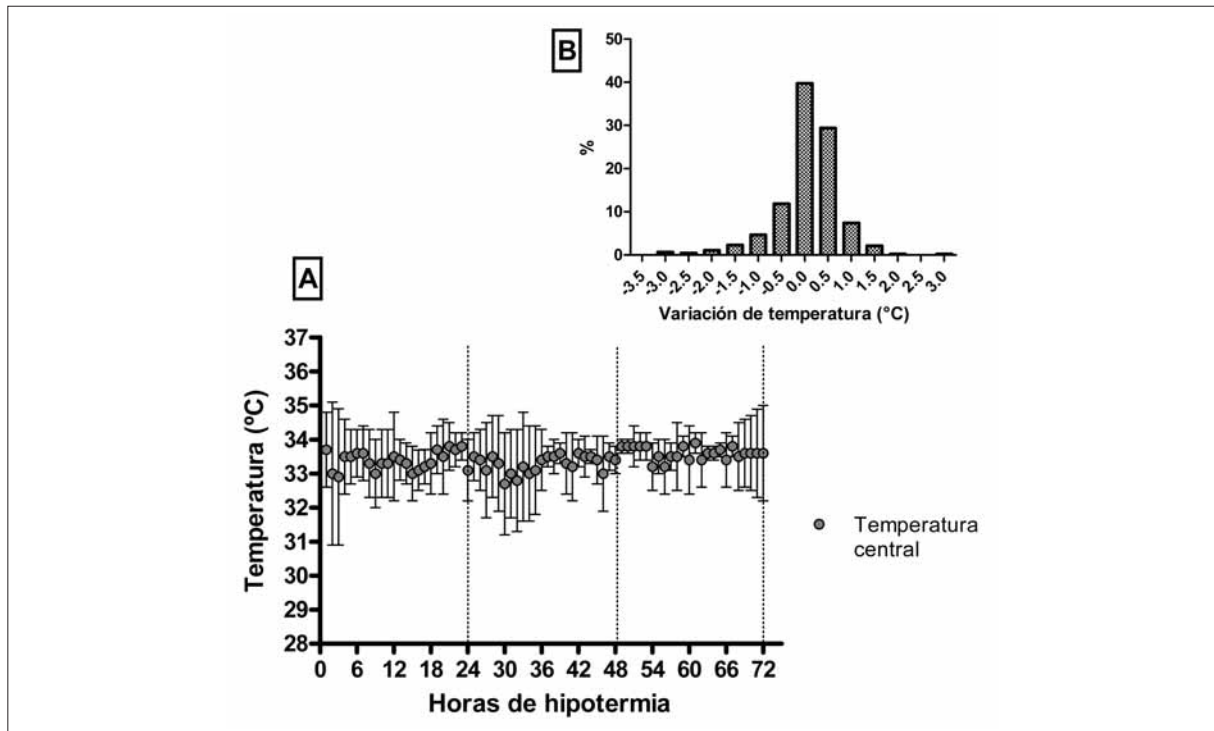 B
50
40
30
20
10
0
%
-3.5 -3.0 -2.5 -2.0 -1.5 -1.0 -0.5 0.0 0.5 1.0 1.5 2.0 2.5 3.0
Variación de temperatura (°C)
A
37
36
35
34
33
32
31
30
29
28
Temperatura (ºC)
0 6 12 18 24 30 36 42 48 54 60 66 72
Horas de hipotermia
Temperatura
central